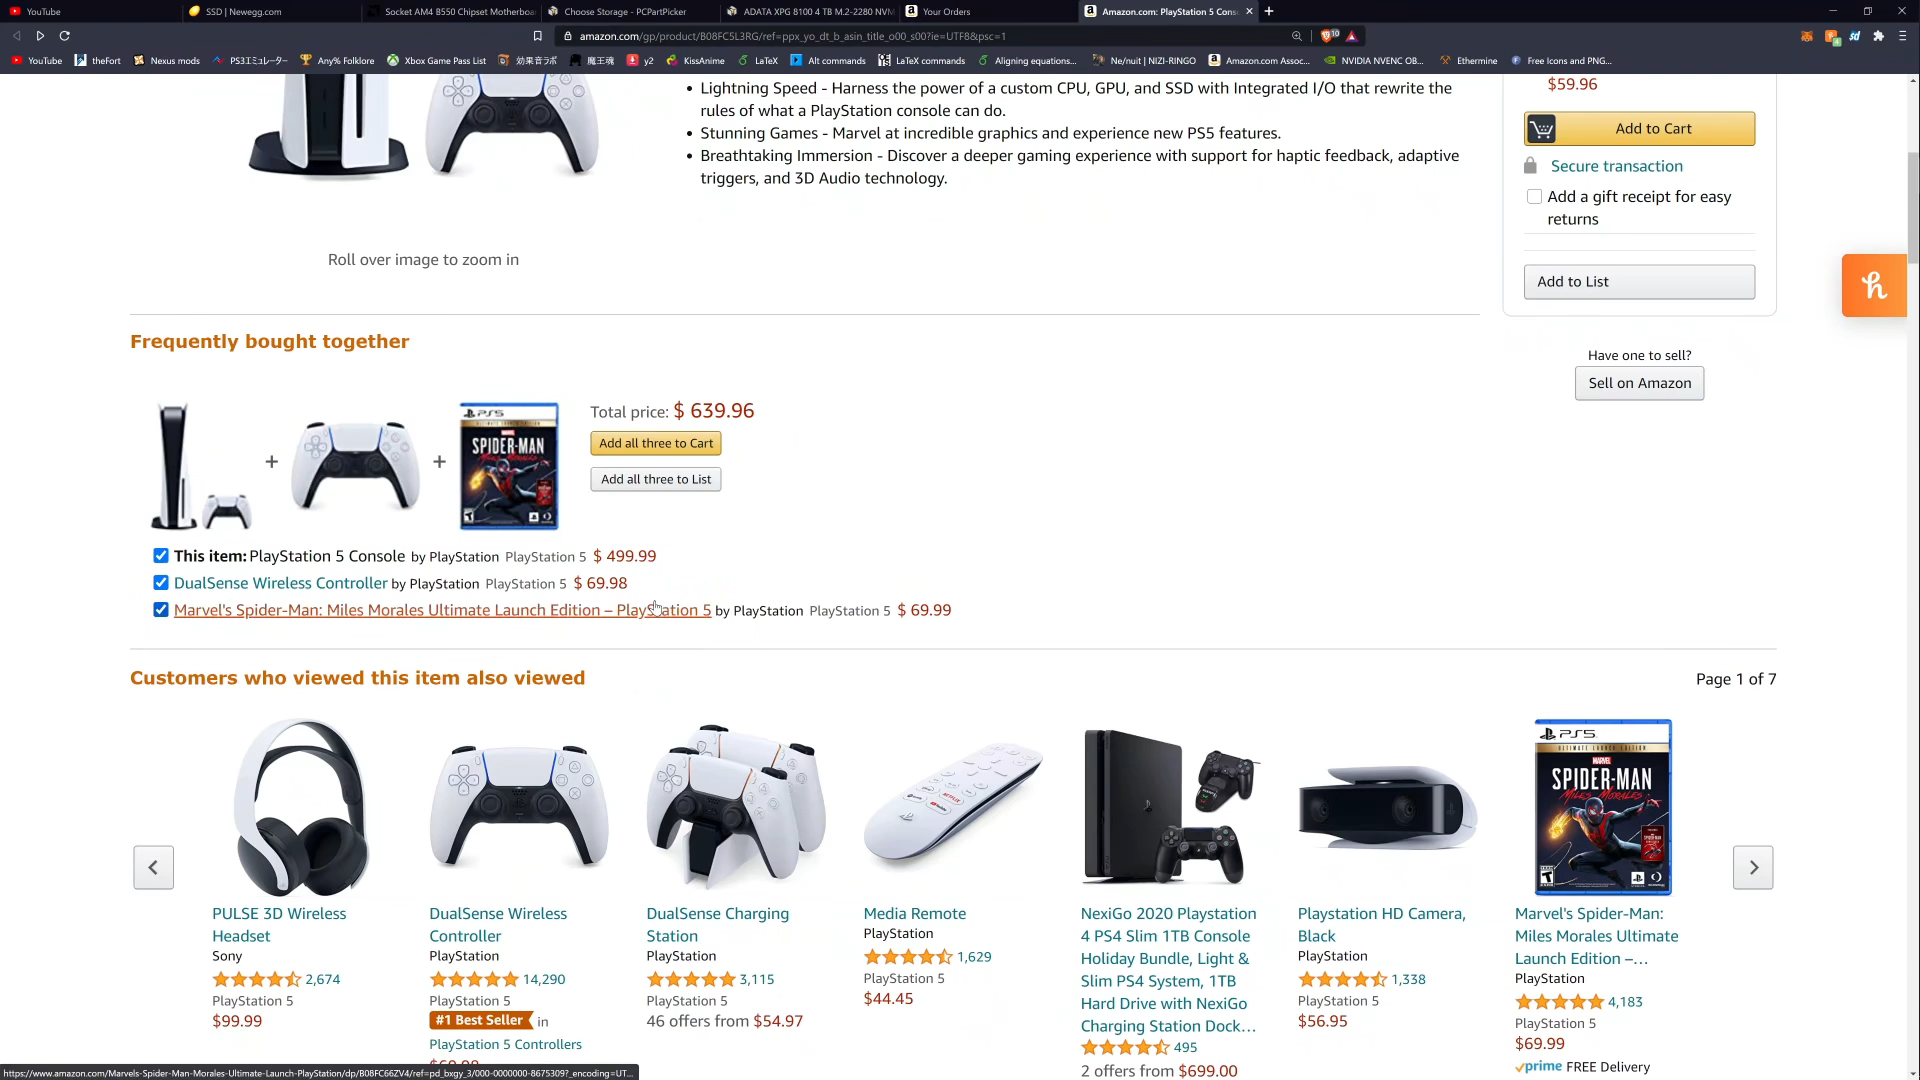 YouTube
SSD | Newegg.com
Socket AM4 B550 Chipset Motherboa
Choose Storage - PCPartPicker
ADATA XPG 8100 4 TB M.2-2280 NVM
Your Orders
Amazon.com: PlayStation 5 Cons
amazon.com/gp/product/B08FC5L3RG/ref=ppx_yo_dt_b_asin_title_o00_s00?ie=UTF8&psc=1
YouTube
theFort
Nexus mods
PS3エミュレーター
Any% Folklore
Xbox Game Pass List
効果音ラボ
魔王魂
y2
KissAnime
LaTeX
Alt commands
LaTeX commands
Aligning equations...
Ne/nuit | NIZI-RINGO
Amazon.com Assoc...
NVIDIA NVENC OB...
Ethermine
Free Icons and PNG...
Lightning Speed - Harness the power of a custom CPU, GPU, and SSD with Integrated I/O that rewrite the
rules of what a PlayStation console can do.
Stunning Games - Marvel at incredible graphics and experience new PS5 features.
Breathtaking Immersion - Discover a deeper gaming experience with support for haptic feedback, adaptive
triggers, and 3D Audio technology.
Roll over image to zoom in
$59.96
Add to Cart
Secure transaction
Add a gift receipt for easy
returns
Add to List
Have one to sell?
Sell on Amazon
Frequently bought together
PS5
MARVEL
SPIDER-MAN
MILES MORALES
Total price: $ 639.96
Add all three to Cart
Add all three to List
This item: PlayStation 5 Console by PlayStation PlayStation 5 $ 499.99
DualSense Wireless Controller by PlayStation PlayStation 5 $ 69.98
Marvel's Spider-Man: Miles Morales Ultimate Launch Edition – PlayStation 5 by PlayStation PlayStation 5 $ 69.99
Customers who viewed this item also viewed
Page 1 of 7
PULSE 3D Wireless
Headset
Sony
2,674
PlayStation 5
$99.99
DualSense Wireless
Controller
PlayStation
14,290
PlayStation 5
#1 Best Seller in
PlayStation 5 Controllers
DualSense Charging
Station
PlayStation
3,115
PlayStation 5
46 offers from $54.97
Media Remote
PlayStation
1,629
PlayStation 5
$44.45
NexiGo 2020 Playstation
4 PS4 Slim 1TB Console
Holiday Bundle, Light &
Slim PS4 System, 1TB
Hard Drive with NexiGo
Charging Station Dock...
495
2 offers from $699.00
Playstation HD Camera,
Black
PlayStation
1,338
PlayStation 5
$56.95
PS5
ULTIMATE LAUNCH EDITION
MARVEL
SPIDER-MAN
MILES MORALES
Marvel's Spider-Man:
Miles Morales Ultimate
Launch Edition –...
PlayStation
4,183
PlayStation 5
$69.99
prime FREE Delivery
https://www.amazon.com/Marvels-Spider-Man-Morales-Ultimate-Launch-PlayStation/dp/B08FC66ZV4/ref=pd_bxgy_3/000-0000000-8675309?_encoding=UT...